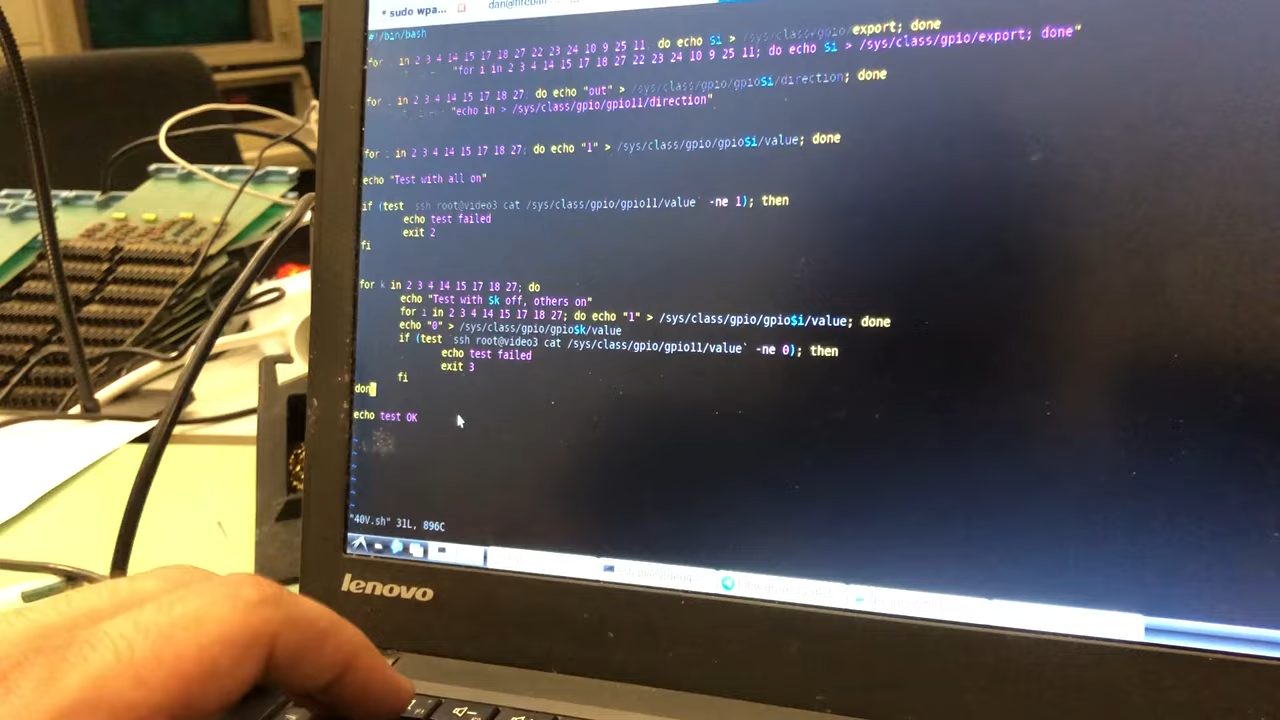 * sudo wpa...
#!/bin/bash
for in 2 3 4 14 15 17 18 27 22 23 24 10 9 25 11; do echo $i > /sys/class/gpio/export; done
"for i in 2 3 4 14 15 17 18 27 22 23 24 10 9 25 11; do echo $i > /sys/class/gpio/export; done"
for in 2 3 4 14 15 17 18 27; do echo "out" > /sys/class/gpio/gpio$i/direction; done
"echo in > /sys/class/gpio/gpio11/direction"
for i in 2 3 4 14 15 17 18 27; do echo "1" > /sys/class/gpio/gpio$i/value; done
echo "Test with all on"
if (test `ssh root@video3 cat /sys/class/gpio/gpio11/value` -ne 1); then
echo test failed
exit 2
fi
for k in 2 3 4 14 15 17 18 27; do
echo "Test with $k off, others on"
for i in 2 3 4 14 15 17 18 27; do echo "1" > /sys/class/gpio/gpio$i/value; done
echo "0" > /sys/class/gpio/gpio$k/value
if (test `ssh root@video3 cat /sys/class/gpio/gpio11/value` -ne 0); then
echo test failed
exit 3
fi
don
echo test OK
~
~
~
~
~
~
"40V.sh" 31L, 896C
lenovo